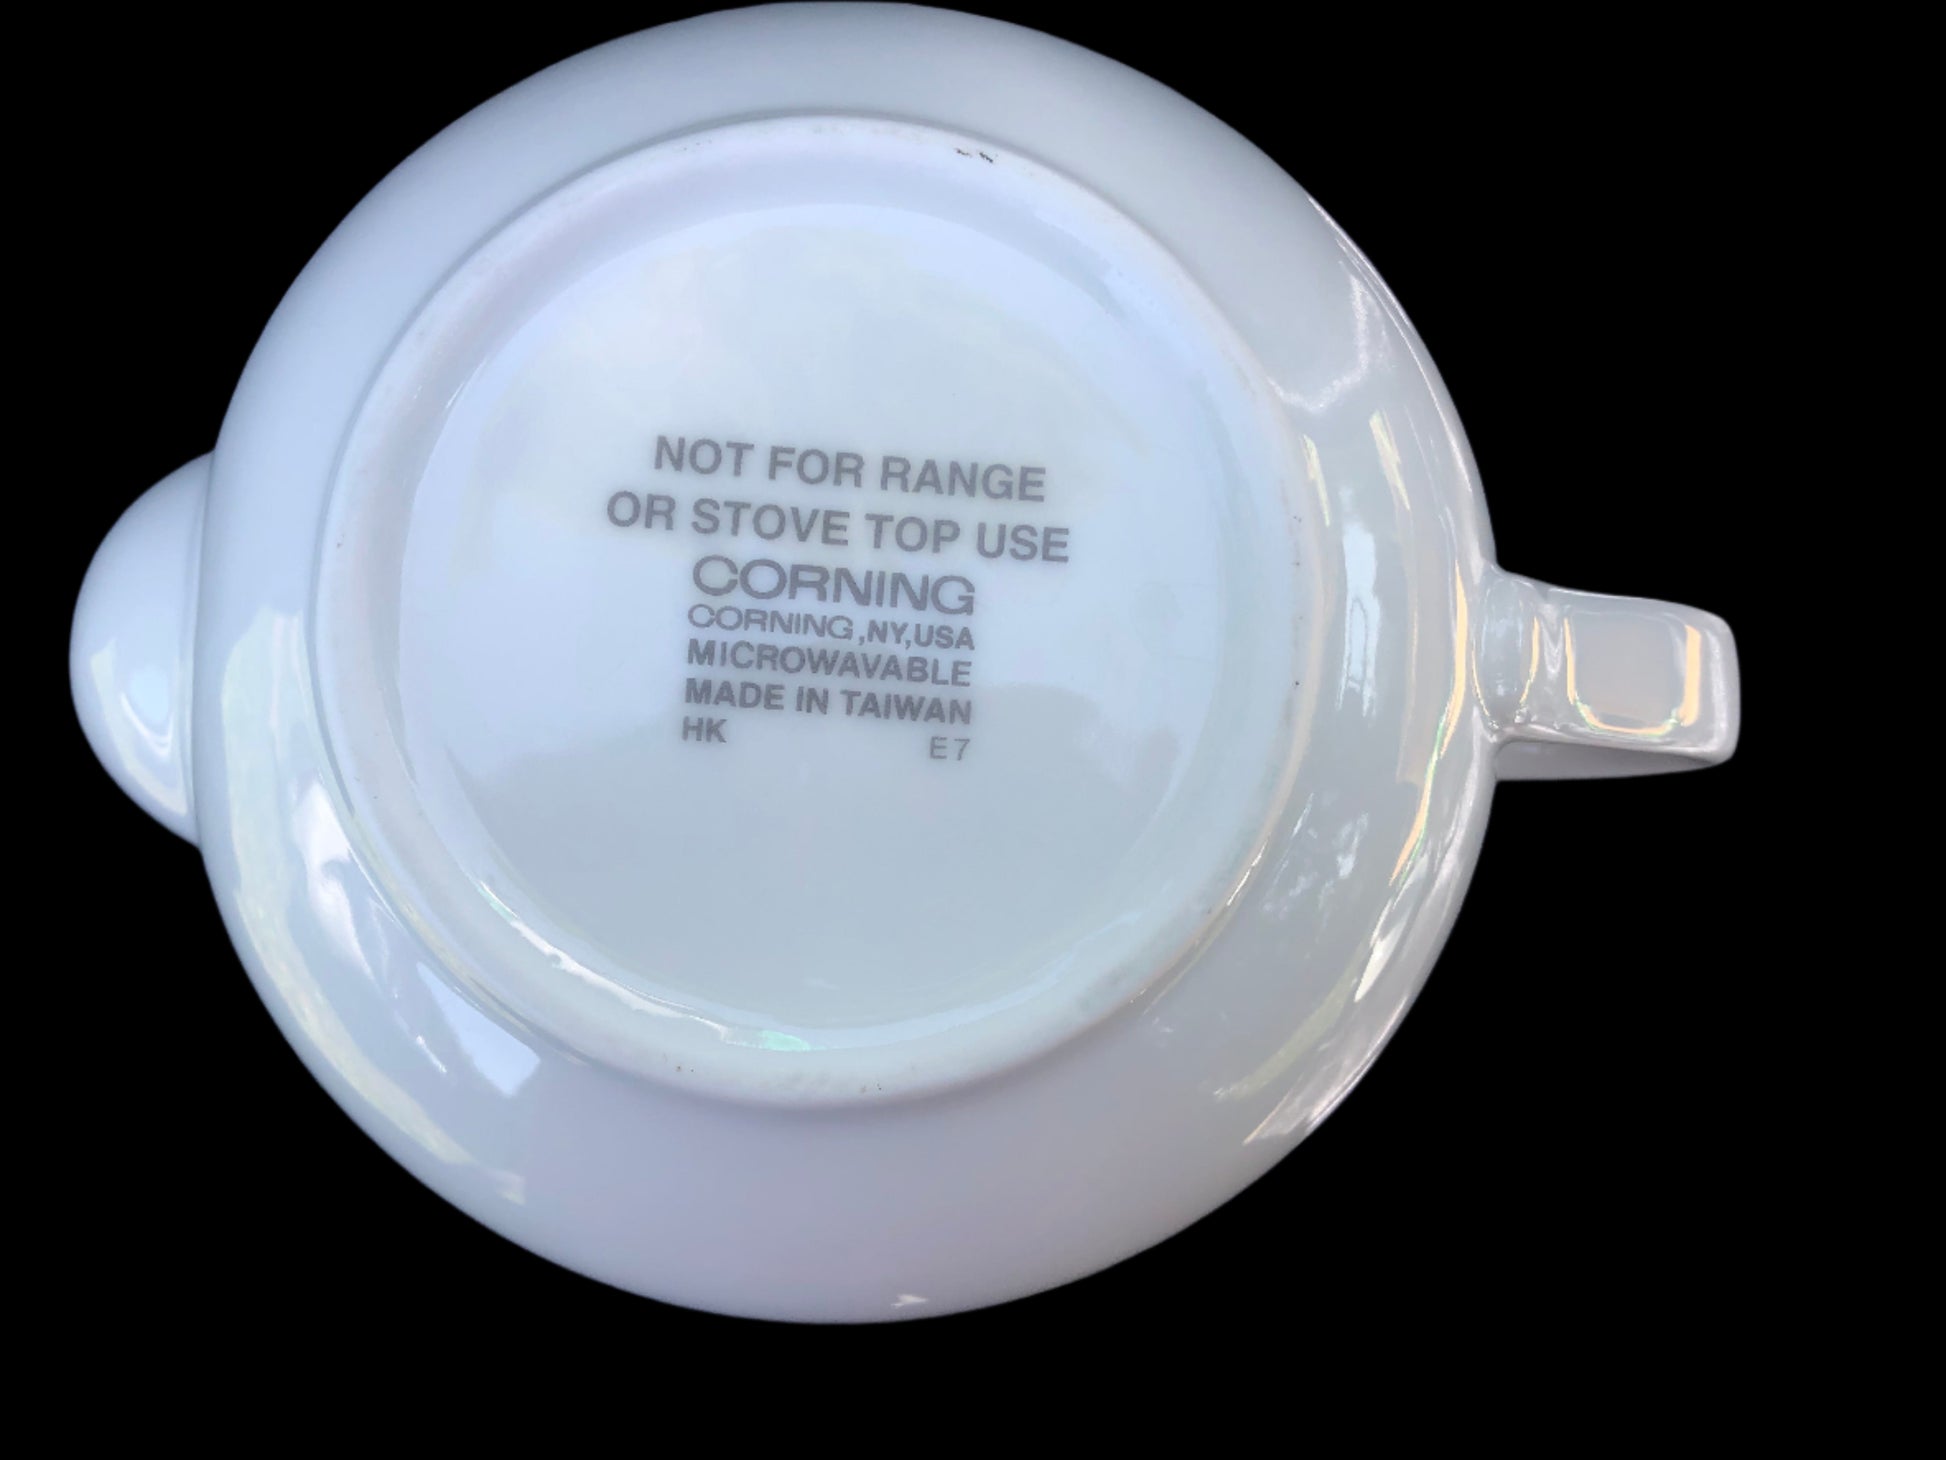 NOT FOR RANGE
OR STOVE TOP USE
CORNING
CORNING,NY,USA
MICROWAVABLE
MADE IN TAIWAN
HK E7